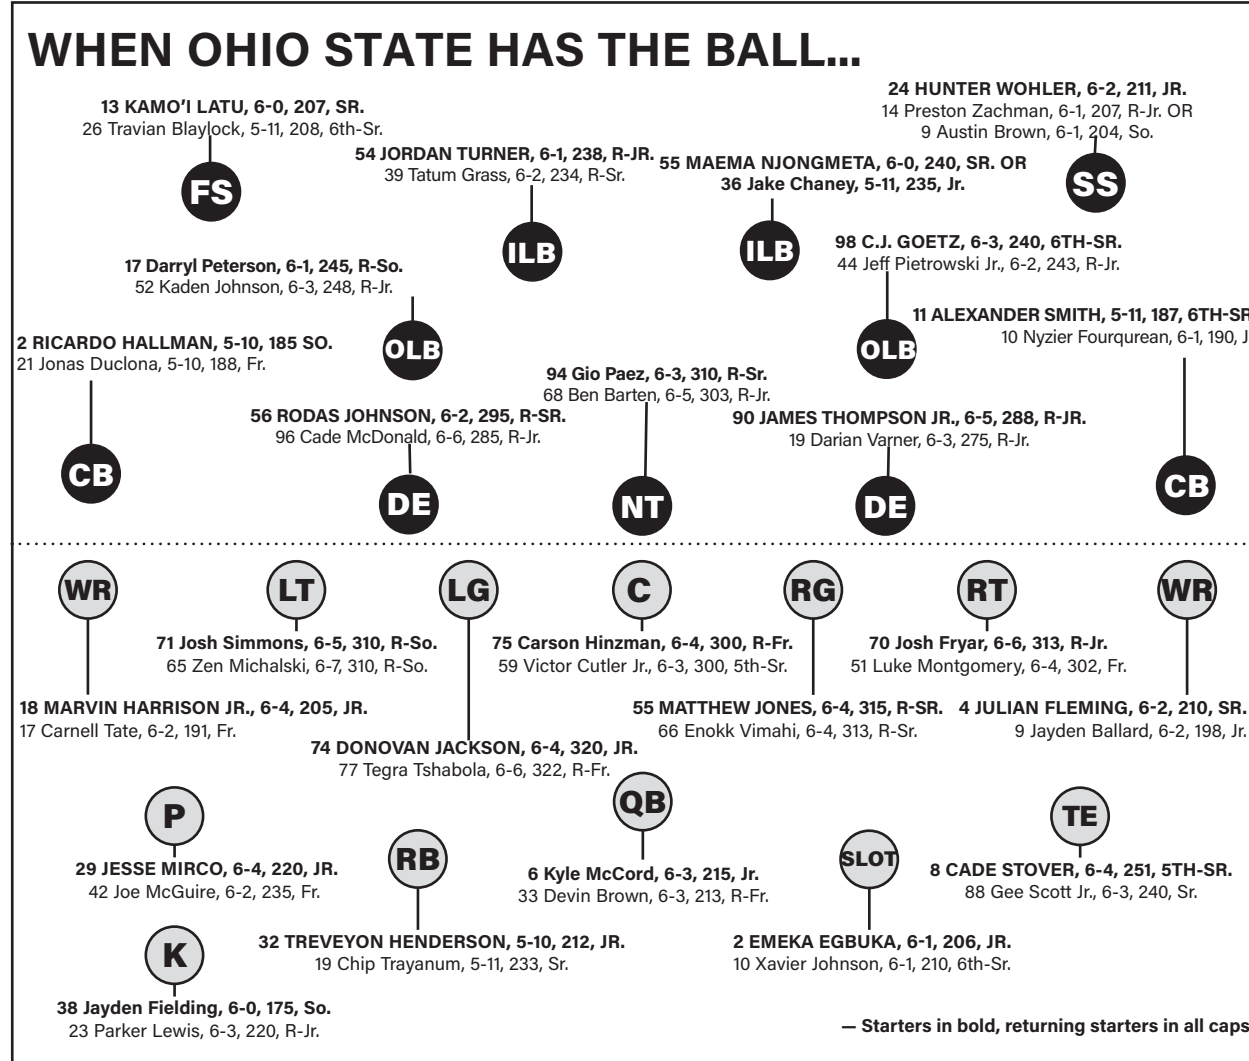 WHEN OHIO STATE HAS THE BALL...
13 KAMO'I LATU, 6-0, 207, SR.
26 Travian Blaylock, 5-11, 208, 6th-Sr.
FS
24 HUNTER WOHLER, 6-2, 211, JR.
14 Preston Zachman, 6-1, 207, R-Jr. OR
9 Austin Brown, 6-1, 204, So.
SS
54 JORDAN TURNER, 6-1, 238, R-JR.
39 Tatum Grass, 6-2, 234, R-Sr.
ILB
55 MAEMA NJONGMETA, 6-0, 240, SR. OR
36 Jake Chaney, 5-11, 235, Jr.
ILB
17 Darryl Peterson, 6-1, 245, R-So.
52 Kaden Johnson, 6-3, 248, R-Jr.
OLB
98 C.J. GOETZ, 6-3, 240, 6TH-SR.
44 Jeff Pietrowski Jr., 6-2, 243, R-Jr.
OLB
2 RICARDO HALLMAN, 5-10, 185 SO.
21 Jonas Duclona, 5-10, 188, Fr.
CB
11 ALEXANDER SMITH, 5-11, 187, 6TH-SR
10 Nyzier Fourqurean, 6-1, 190, J
CB
56 RODAS JOHNSON, 6-2, 295, R-SR.
96 Cade McDonald, 6-6, 285, R-Jr.
DE
94 Gio Paez, 6-3, 310, R-Sr.
68 Ben Barten, 6-5, 303, R-Jr.
NT
90 JAMES THOMPSON JR., 6-5, 288, R-JR.
19 Darian Varner, 6-3, 275, R-Jr.
DE
WR
18 MARVIN HARRISON JR., 6-4, 205, JR.
17 Carnell Tate, 6-2, 191, Fr.
LT
71 Josh Simmons, 6-5, 310, R-So.
65 Zen Michalski, 6-7, 310, R-So.
LG
74 DONOVAN JACKSON, 6-4, 320, JR.
77 Tegra Tshabola, 6-6, 322, R-Fr.
C
75 Carson Hinzman, 6-4, 300, R-Fr.
59 Victor Cutler Jr., 6-3, 300, 5th-Sr.
RG
55 MATTHEW JONES, 6-4, 315, R-SR.
66 Enokk Vimahi, 6-4, 313, R-Sr.
RT
70 Josh Fryar, 6-6, 313, R-Jr.
51 Luke Montgomery, 6-4, 302, Fr.
WR
4 JULIAN FLEMING, 6-2, 210, SR.
9 Jayden Ballard, 6-2, 198, Jr.
P
29 JESSE MIRCO, 6-4, 220, JR.
42 Joe McGuire, 6-2, 235, Fr.
RB
32 TREVEYON HENDERSON, 5-10, 212, JR.
19 Chip Trayanum, 5-11, 233, Sr.
QB
6 Kyle McCord, 6-3, 215, Jr.
33 Devin Brown, 6-3, 213, R-Fr.
SLOT
2 EMEKA EGBUKA, 6-1, 206, JR.
10 Xavier Johnson, 6-1, 210, 6th-Sr.
TE
8 CADE STOVER, 6-4, 251, 5TH-SR.
88 Gee Scott Jr., 6-3, 240, Sr.
K
38 Jayden Fielding, 6-0, 175, So.
23 Parker Lewis, 6-3, 220, R-Jr.
— Starters in bold, returning starters in all caps